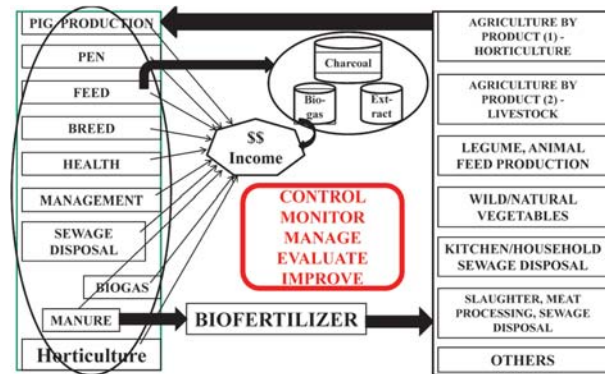 PIG PRODUCTION
PEN
FEED
BREED
HEALTH
MANAGEMENT
SEWAGE
DISPOSAL
BIOGAS
MANURE
Horticulture
Charcoal
Bio-
gas
Ext-
ract
$$
Income
CONTROL
MONITOR
MANAGE
EVALUATE
IMPROVE
BIOFERTILIZER
AGRICULTURE BY
PRODUCT (1) -
HORTICULTURE
AGRICULTURE BY
PRODUCT (2) -
LIVESTOCK
LEGUME, ANIMAL
FEED PRODUCTION
WILD/NATURAL
VEGETABLES
KITCHEN/HOUSEHOLD
SEWAGE DISPOSAL
SLAUGHTER, MEAT
PROCESSING, SEWAGE
DISPOSAL
OTHERS